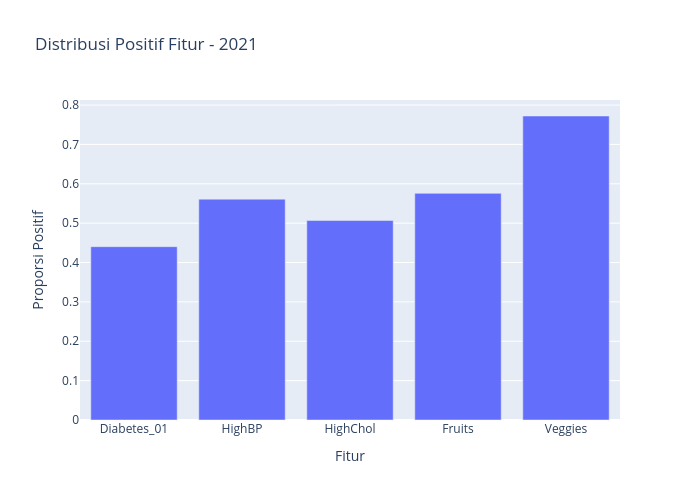 Distribusi Positif Fitur - 2021
Proporsi Positif
0.8
0.7
0.6
0.5
0.4
0.3
0.2
0.1
0
Diabetes_01 HighBP HighChol Fruits Veggies
Fitur